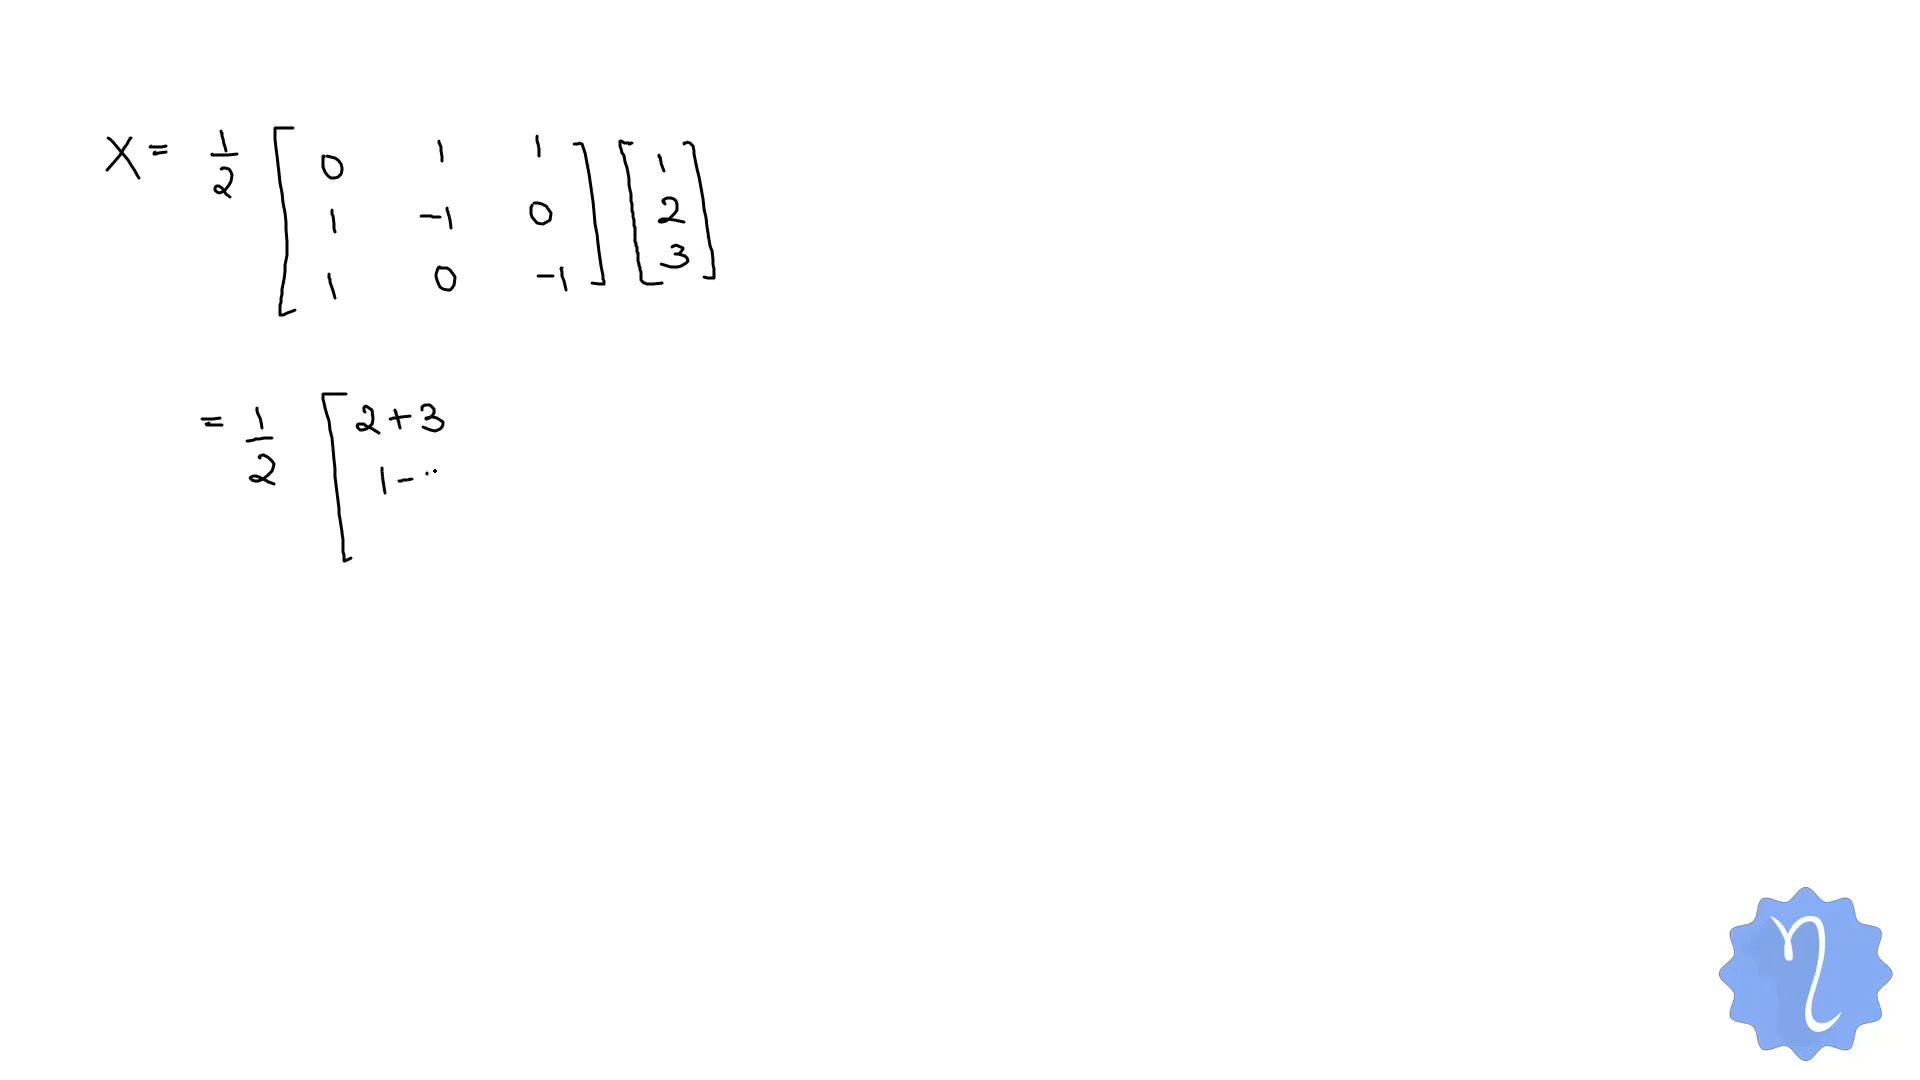 X = 1/2 [ 0 1 1 ] [ 1 ]
1 -1 0 2
1 0 -1 3
= 1/2 [ 2 + 3
1 -